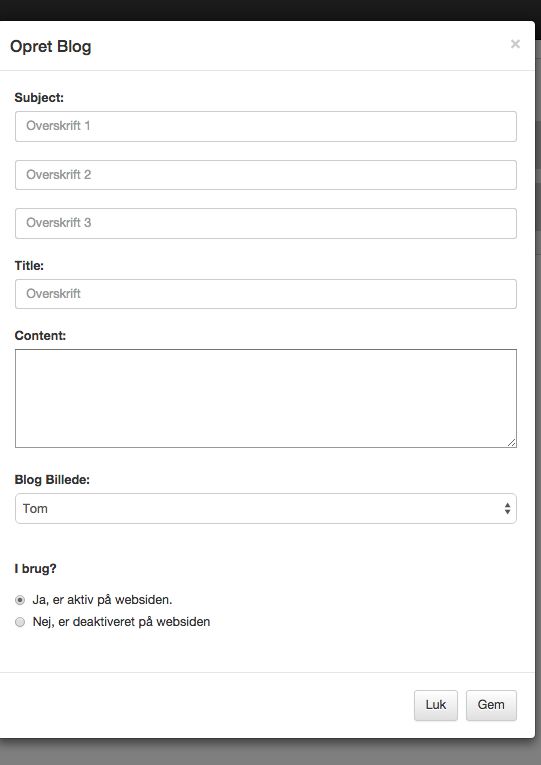 Opret Blog
×
Subject:
Overskrift 1
Overskrift 2
Overskrift 3
Title:
Overskrift
Content:
Blog Billede:
Tom
I brug?
Ja, er aktiv på websiden.
Nej, er deaktiveret på websiden
Luk Gem